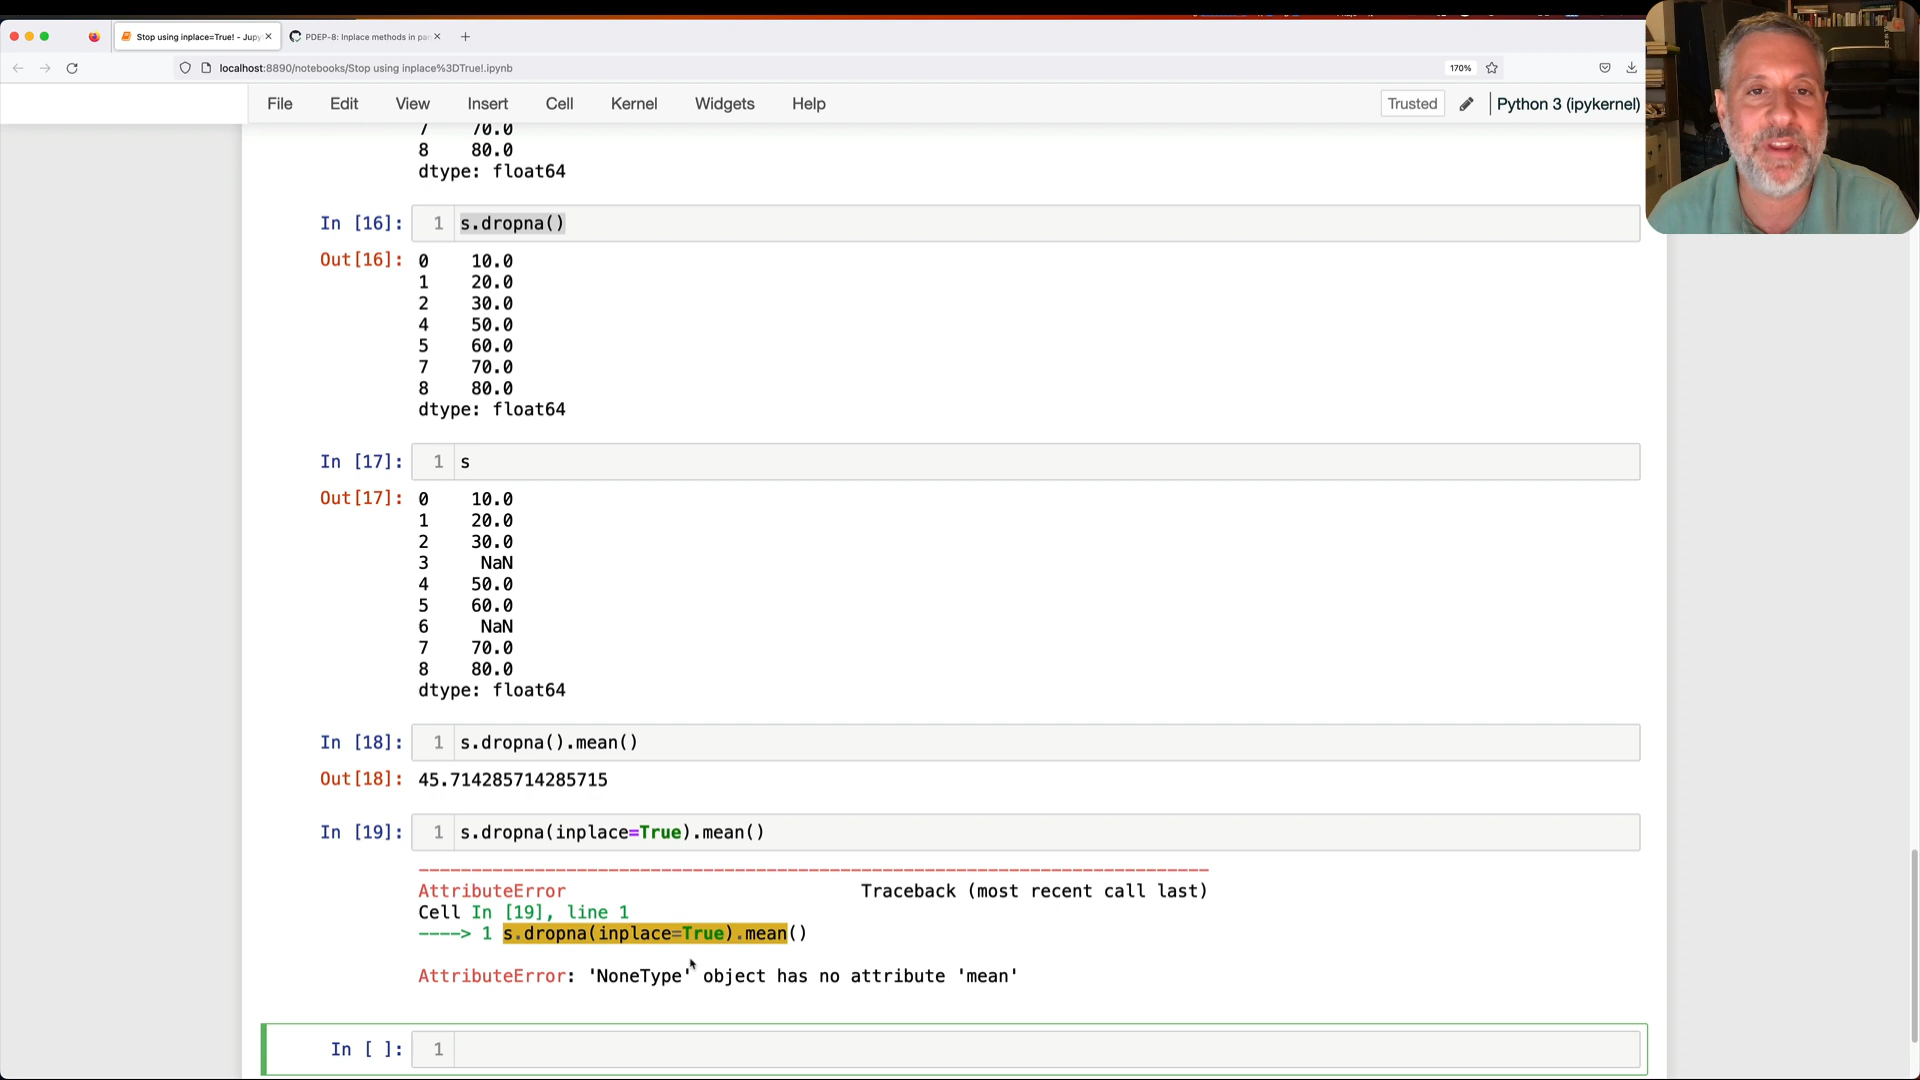 Stop using inplace=True! - Jupy
PDEP-8: Inplace methods in pan
localhost:8890/notebooks/Stop using inplace%3DTrue!.ipynb
170%
File Edit View Insert Cell Kernel Widgets Help
Trusted
Python 3 (ipykernel)
7 70.0
8 80.0
dtype: float64
In [16]: 1 s.dropna()
Out[16]: 0 10.0
1 20.0
2 30.0
4 50.0
5 60.0
7 70.0
8 80.0
dtype: float64
In [17]: 1 s
Out[17]: 0 10.0
1 20.0
2 30.0
3 NaN
4 50.0
5 60.0
6 NaN
7 70.0
8 80.0
dtype: float64
In [18]: 1 s.dropna().mean()
Out[18]: 45.714285714285715
In [19]: 1 s.dropna(inplace=True).mean()
---------------------------------------------------------------------------
AttributeError Traceback (most recent call last)
Cell In [19], line 1
----> 1 s.dropna(inplace=True).mean()
AttributeError: 'NoneType' object has no attribute 'mean'
In [ ]: 1